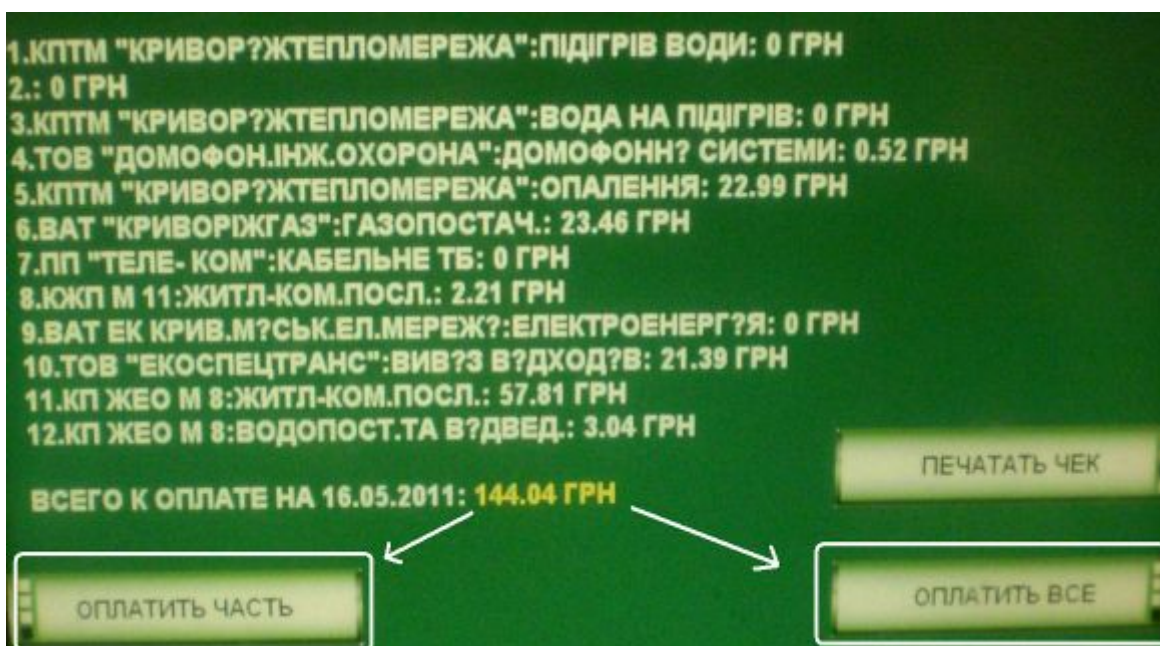 1.КПТМ "КРИВОР?ЖТЕПЛОМЕРЕЖА":ПІДІГРІВ ВОДИ: 0 ГРН
2.: 0 ГРН
3.КПТМ "КРИВОР?ЖТЕПЛОМЕРЕЖА":ВОДА НА ПІДІГРІВ: 0 ГРН
4.ТОВ "ДОМОФОН.ІНЖ.ОХОРОНА":ДОМОФОНН? СИСТЕМИ: 0.52 ГРН
5.КПТМ "КРИВОР?ЖТЕПЛОМЕРЕЖА":ОПАЛЕННЯ: 22.99 ГРН
6.ВАТ "КРИВОРІЖГАЗ":ГАЗОПОСТАЧ.: 23.46 ГРН
7.ПП "ТЕЛЕ- КОМ":КАБЕЛЬНЕ ТБ: 0 ГРН
8.КЖП М 11:ЖИТЛ-КОМ.ПОСЛ.: 2.21 ГРН
9.ВАТ ЕК КРИВ.М?СЬК.ЕЛ.МЕРЕЖ?:ЕЛЕКТРОЕНЕРГ?Я: 0 ГРН
10.ТОВ "ЕКОСПЕЦТРАНС":ВИВ?З В?ДХОД?В: 21.39 ГРН
11.КП ЖЕО М 8:ЖИТЛ-КОМ.ПОСЛ.: 57.81 ГРН
12.КП ЖЕО М 8:ВОДОПОСТ.ТА В?ДВЕД.: 3.04 ГРН
ПЕЧАТАТЬ ЧЕК
ВСЕГО К ОПЛАТЕ НА 16.05.2011: 144.04 ГРН
ОПЛАТИТЬ ЧАСТЬ
ОПЛАТИТЬ ВСЕ